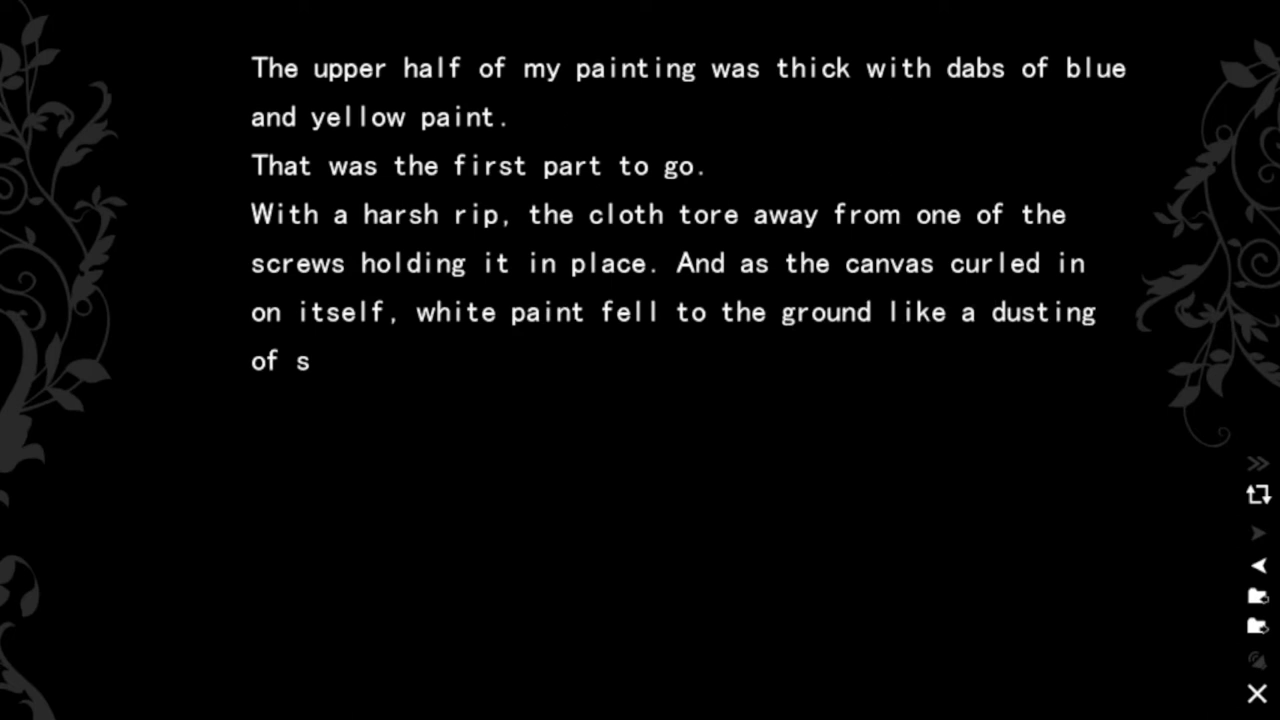 The upper half of my painting was thick with dabs of blue
and yellow paint.
That was the first part to go.
With a harsh rip, the cloth tore away from one of the
screws holding it in place. And as the canvas curled in
on itself, white paint fell to the ground like a dusting
of s